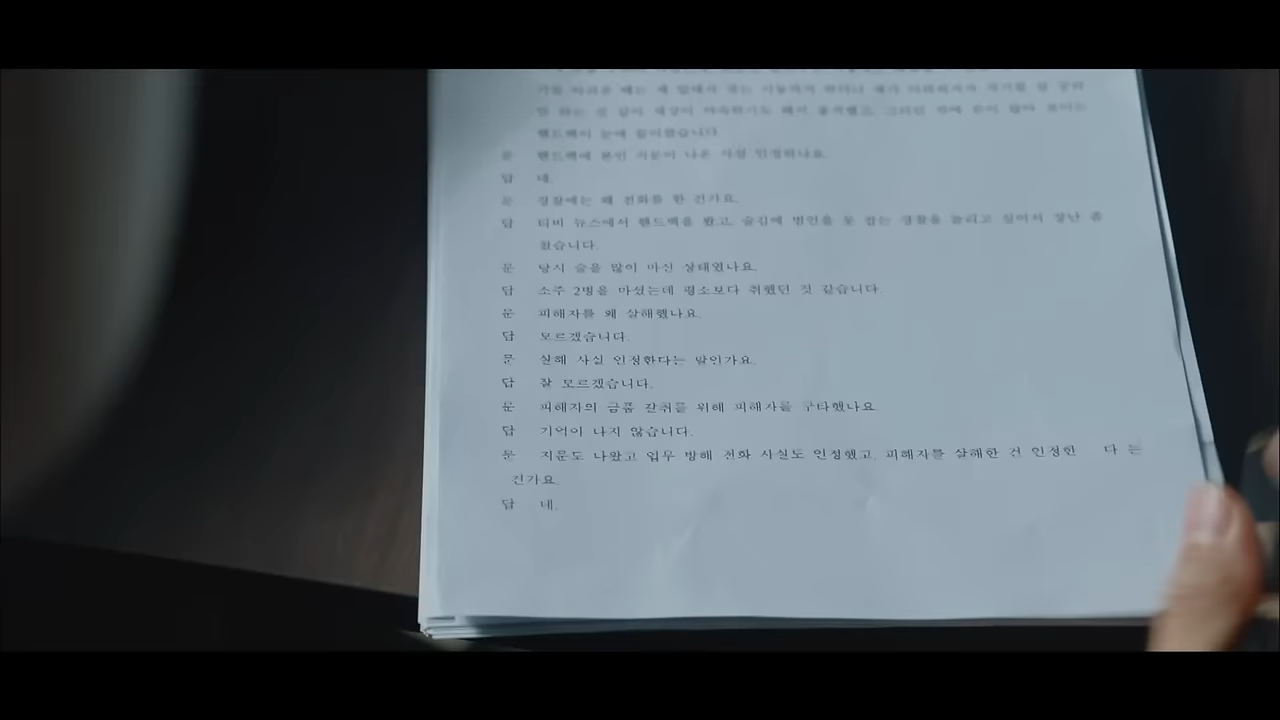 핸드백이 눈에 들어왔습니다
문 핸드백에 본인 지문이 나온 사실 인정하나요.
답 네.
문 경찰에는 왜 전화를 한 건가요.
답 티비 뉴스에서 핸드백을 봤고, 술김에 범인을 못 잡는 경찰을 놀리고 싶어서 장난 좀
쳤습니다.
문 당시 술을 많이 마신 상태였나요.
답 소주 2병을 마셨는데 평소보다 취했던 것 같습니다.
문 피해자를 왜 살해했나요.
답 모르겠습니다.
문 살해 사실 인정한다는 말인가요.
답 잘 모르겠습니다.
문 피해자의 금품 갈취를 위해 피해자를 구타했나요
답 기억이 나지 않습니다.
문 지문도 나왔고 업무 방해 전화 사실도 인정했고, 피해자를 살해한 건 인정한 다 는
건가요.
답 네.